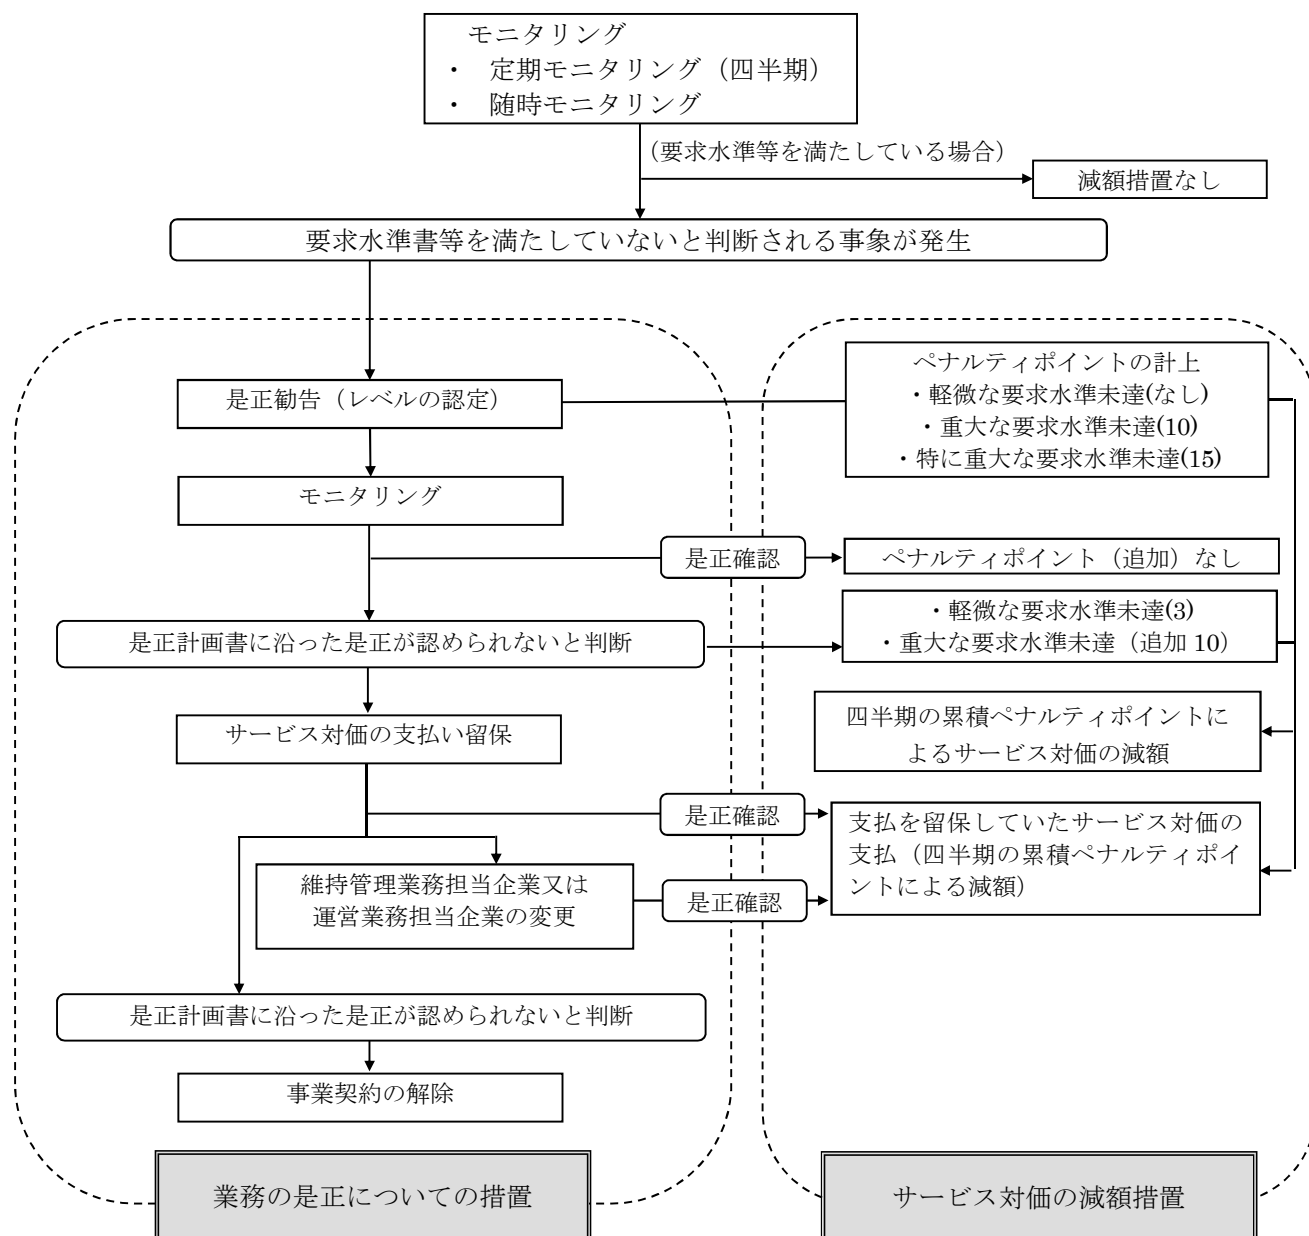 モニタリング
・ 定期モニタリング（四半期）
・ 随時モニタリング
（要求水準等を満たしている場合）
減額措置なし
要求水準書等を満たしていないと判断される事象が発生
是正勧告（レベルの認定）
ペナルティポイントの計上
・軽微な要求水準未達(なし)
・重大な要求水準未達(10)
・特に重大な要求水準未達(15)
モニタリング
是正確認
ペナルティポイント（追加）なし
是正計画書に沿った是正が認められないと判断
・軽微な要求水準未達(3)
・重大な要求水準未達（追加 10）
サービス対価の支払い留保
四半期の累積ペナルティポイントに
よるサービス対価の減額
是正確認
支払を留保していたサービス対価の
支払（四半期の累積ペナルティポイ
ントによる減額）
維持管理業務担当企業又は
運営業務担当企業の変更
是正確認
是正計画書に沿った是正が認められないと判断
事業契約の解除
業務の是正についての措置
サービス対価の減額措置